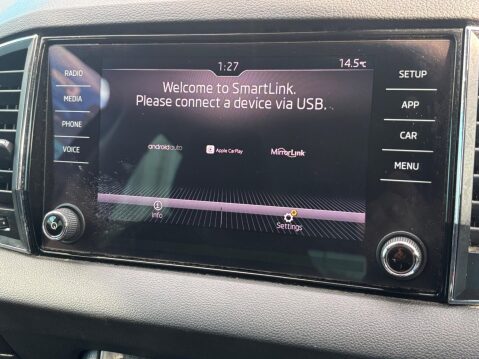 1:27
14.5°C
Welcome to SmartLink.
Please connect a device via USB.
androidauto
Apple CarPlay
MirrorLink
Info
Settings
RADIO
MEDIA
PHONE
VOICE
SETUP
APP
CAR
MENU